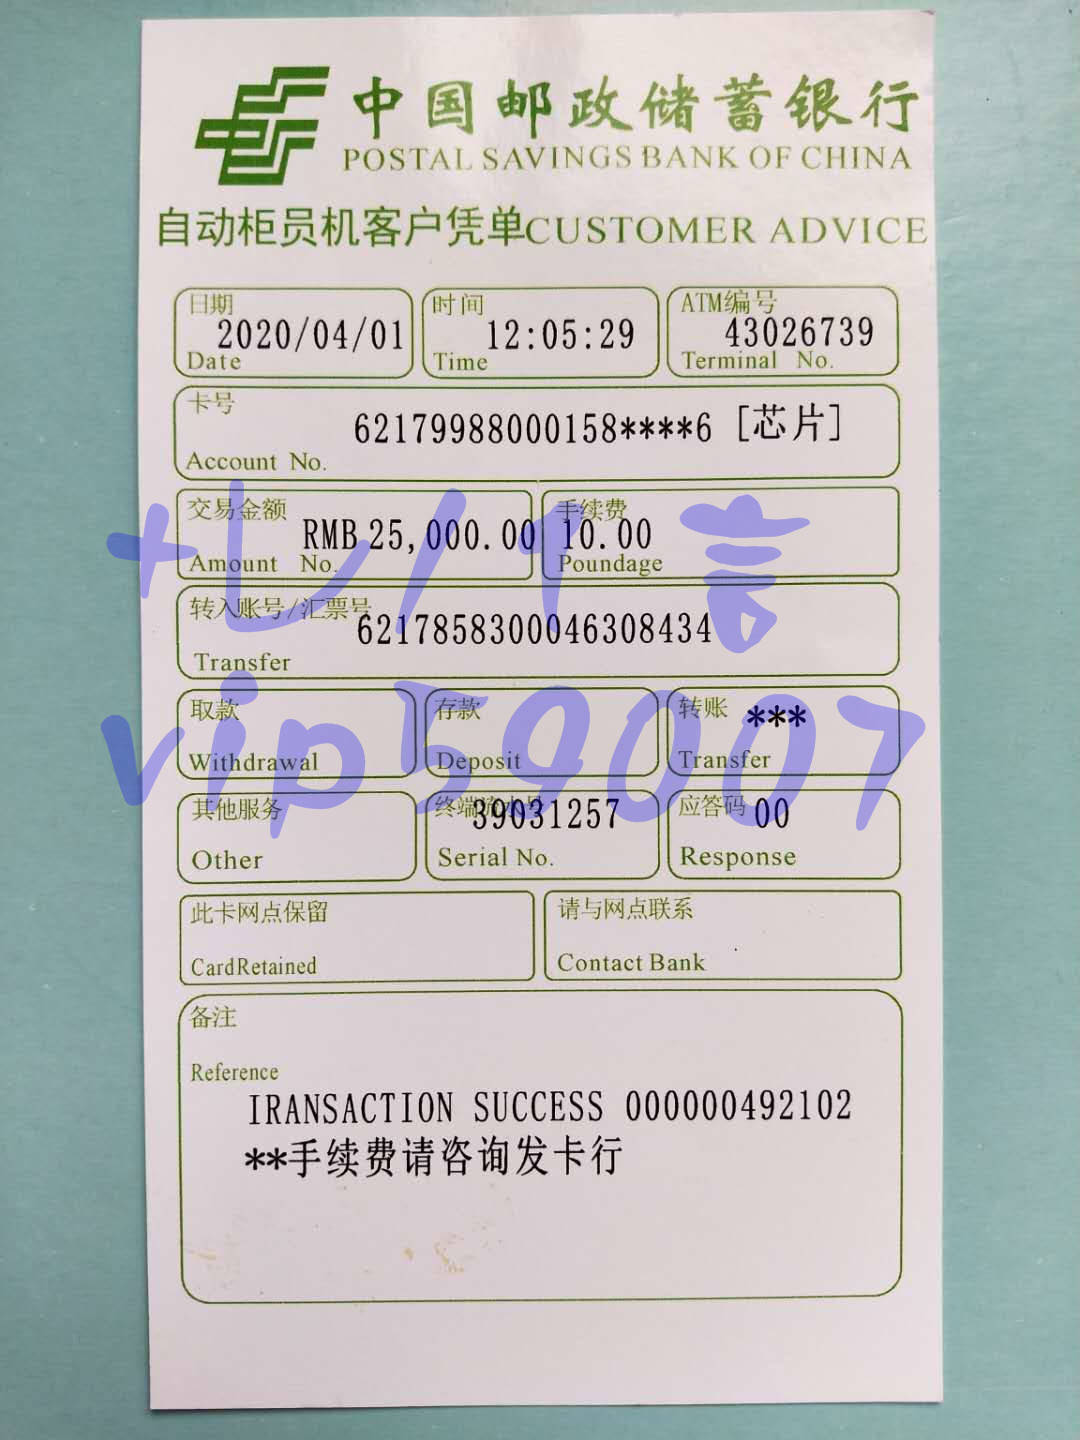 中国邮政储蓄银行
POSTAL SAVINGS BANK OF CHINA
自动柜员机客户凭单CUSTOMER ADVICE
日期
2020/04/01
Date
时间
12:05:29
Time
ATM编号
43026739
Terminal No.
卡号
62179988000158****6 [芯片]
Account No.
交易金额
RMB 25,000.00
Amount No.
手续费
10.00
Poundage
转入账号/汇票号
6217858300046308434
Transfer
取款
Withdrawal
存款
Deposit
转账 ***
Transfer
vip59007
其他服务
Other
终端流水号
39031257
Serial No.
应答码 00
Response
此卡网点保留
CardRetained
请与网点联系
Contact Bank
备注
Reference
IRANSACTION SUCCESS 000000492102
**手续费请咨询发卡行